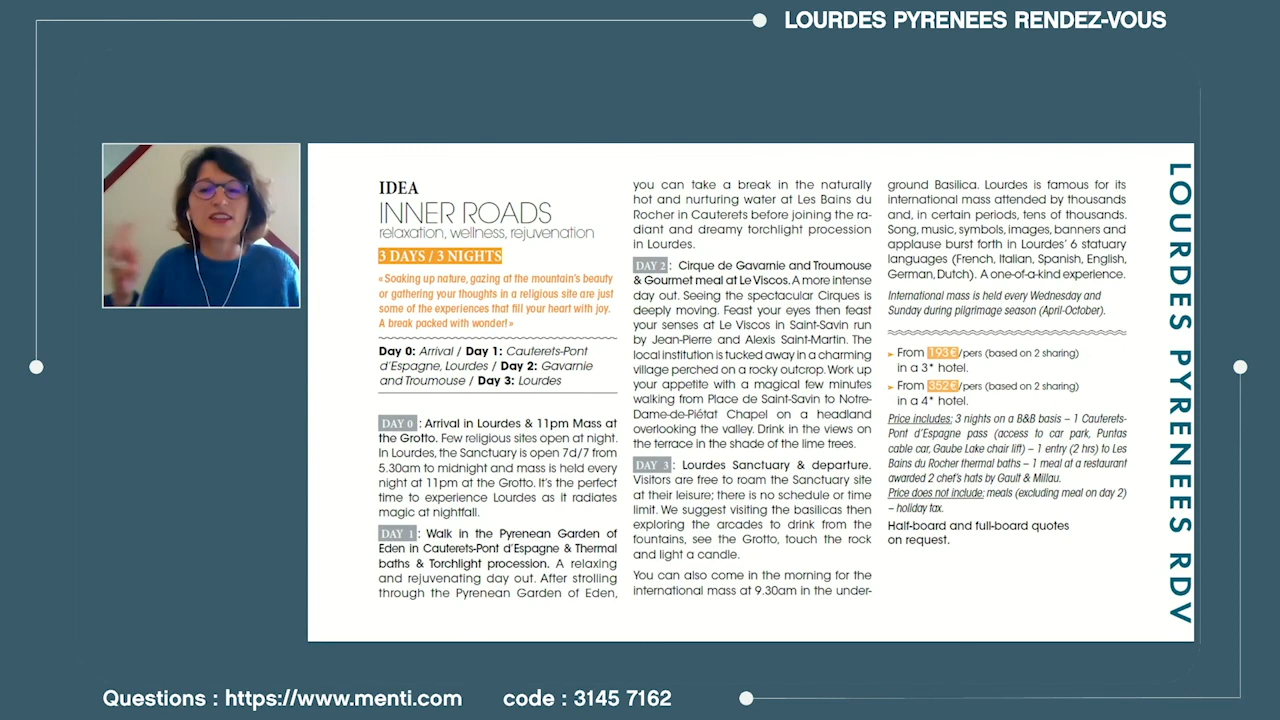 LOURDES PYRENEES RENDEZ-VOUS
IDEA
INNER ROADS
relaxation, wellness, rejuvenation
3 DAYS / 3 NIGHTS
« Soaking up nature, gazing at the mountain's beauty
or gathering your thoughts in a religious site are just
some of the experiences that fill your heart with joy.
A break packed with wonder! »
Day 0: Arrival / Day 1: Cauterets-Pont
d'Espagne, Lourdes / Day 2: Gavarnie
and Troumouse / Day 3: Lourdes
DAY 0 : Arrival in Lourdes & 11pm Mass at
the Grotto. Few religious sites open at night.
In Lourdes, the Sanctuary is open 7d/7 from
5.30am to midnight and mass is held every
night at 11pm at the Grotto. It's the perfect
time to experience Lourdes as it radiates
magic at nightfall.
DAY 1 : Walk in the Pyrenean Garden of
Eden in Cauterets-Pont d'Espagne & Thermal
baths & Torchlight procession. A relaxing
and rejuvenating day out. After strolling
through the Pyrenean Garden of Eden,
you can take a break in the naturally
hot and nurturing water at Les Bains du
Rocher in Cauterets before joining the ra-
diant and dreamy torchlight procession
in Lourdes.
DAY 2 : Cirque de Gavarnie and Troumouse
& Gourmet meal at Le Viscos. A more intense
day out. Seeing the spectacular Cirques is
deeply moving. Feast your eyes then feast
your senses at Le Viscos in Saint-Savin run
by Jean-Pierre and Alexis Saint-Martin. The
local institution is tucked away in a charming
village perched on a rocky outcrop. Work up
your appetite with a magical few minutes
walking from Place de Saint-Savin to Notre-
Dame-de-Piétat Chapel on a headland
overlooking the valley. Drink in the views on
the terrace in the shade of the lime trees.
DAY 3 : Lourdes Sanctuary & departure.
Visitors are free to roam the Sanctuary site
at their leisure; there is no schedule or time
limit. We suggest visiting the basilicas then
exploring the arcades to drink from the
fountains, see the Grotto, touch the rock
and light a candle.
You can also come in the morning for the
international mass at 9.30am in the under-
ground Basilica. Lourdes is famous for its
international mass attended by thousands
and, in certain periods, tens of thousands.
Song, music, symbols, images, banners and
applause burst forth in Lourdes' 6 statuary
languages (French, Italian, Spanish, English,
German, Dutch). A one-of-a-kind experience.
International mass is held every Wednesday and
Sunday during pilgrimage season (April-October).
► From 193€/pers (based on 2 sharing)
in a 3* hotel.
► From 352€/pers (based on 2 sharing)
in a 4* hotel.
Price includes: 3 nights on a B&B basis – 1 Cauterets-
Pont d'Espagne pass (access to car park, Puntas
cable car, Gaube Lake chair lift) – 1 entry (2 hrs) to Les
Bains du Rocher thermal baths – 1 meal at a restaurant
awarded 2 chef's hats by Gault & Millau.
Price does not include: meals (excluding meal on day 2)
– holiday tax.
Half-board and full-board quotes
on request.
LOURDES PYRENEES RDV
Questions : https://www.menti.com code : 3145 7162